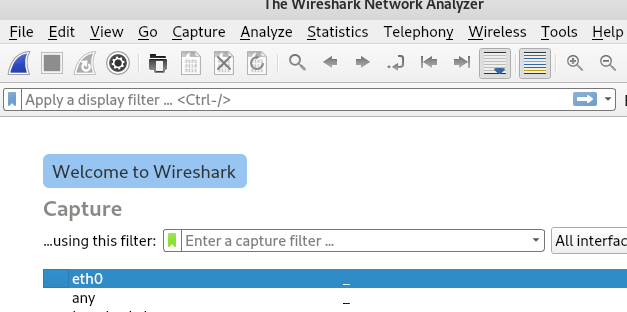 The Wireshark Network Analyzer
File Edit View Go Capture Analyze Statistics Telephony Wireless Tools Help
Apply a display filter … <Ctrl-/>
Welcome to Wireshark
Capture
…using this filter: Enter a capture filter … All interfac
eth0 _
any _